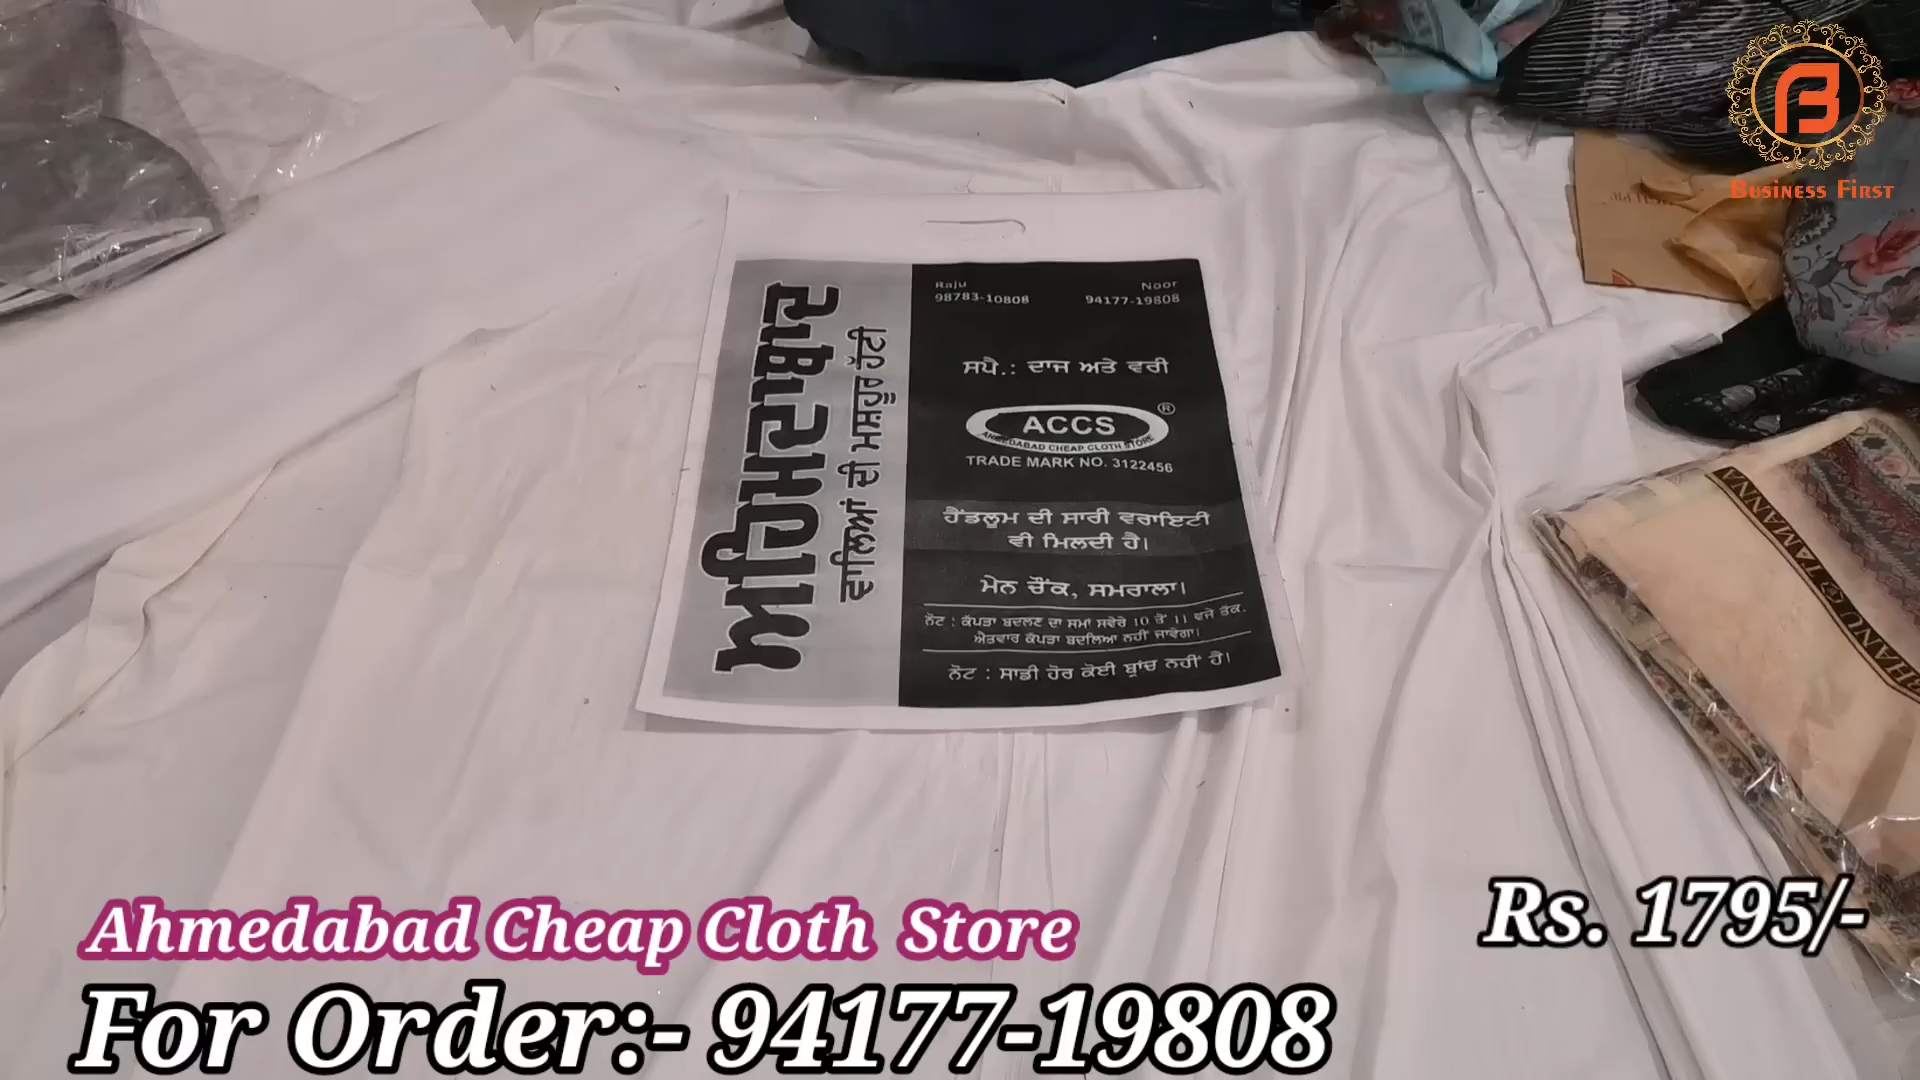 BUSINESS FIRST
Raju
98783-10808
Noor
94177-19808
ਅਹਿਮਦਾਬਾਦ
ਵਾਲਿਆਂ ਦੀ ਮਸ਼ਹੂਰ ਹੱਟੀ
ਸਪੈ.: ਦਾਜ ਅਤੇ ਵਰੀ
ACCS ®
AHMEDABAD CHEAP CLOTH STORE
TRADE MARK NO. 3122456
ਹੈਂਡਲੂਮ ਦੀ ਸਾਰੀ ਵਰਾਇਟੀ
ਵੀ ਮਿਲਦੀ ਹੈ।
ਮੇਨ ਚੌਂਕ, ਸਮਰਾਲਾ।
ਨੋਟ : ਕੱਪੜਾ ਬਦਲਣ ਦਾ ਸਮਾਂ ਸਵੇਰੇ 10 ਤੋਂ 11 ਵਜੇ ਤੱਕ.
ਐਤਵਾਰ ਕੱਪੜਾ ਬਦਲਿਆ ਨਹੀਂ ਜਾਵੇਗਾ।
ਨੋਟ : ਸਾਡੀ ਹੋਰ ਕੋਈ ਬ੍ਰਾਂਚ ਨਹੀਂ ਹੈ।
TAMANNA
Ahmedabad Cheap Cloth Store
Rs. 1795/-
For Order:- 94177-19808